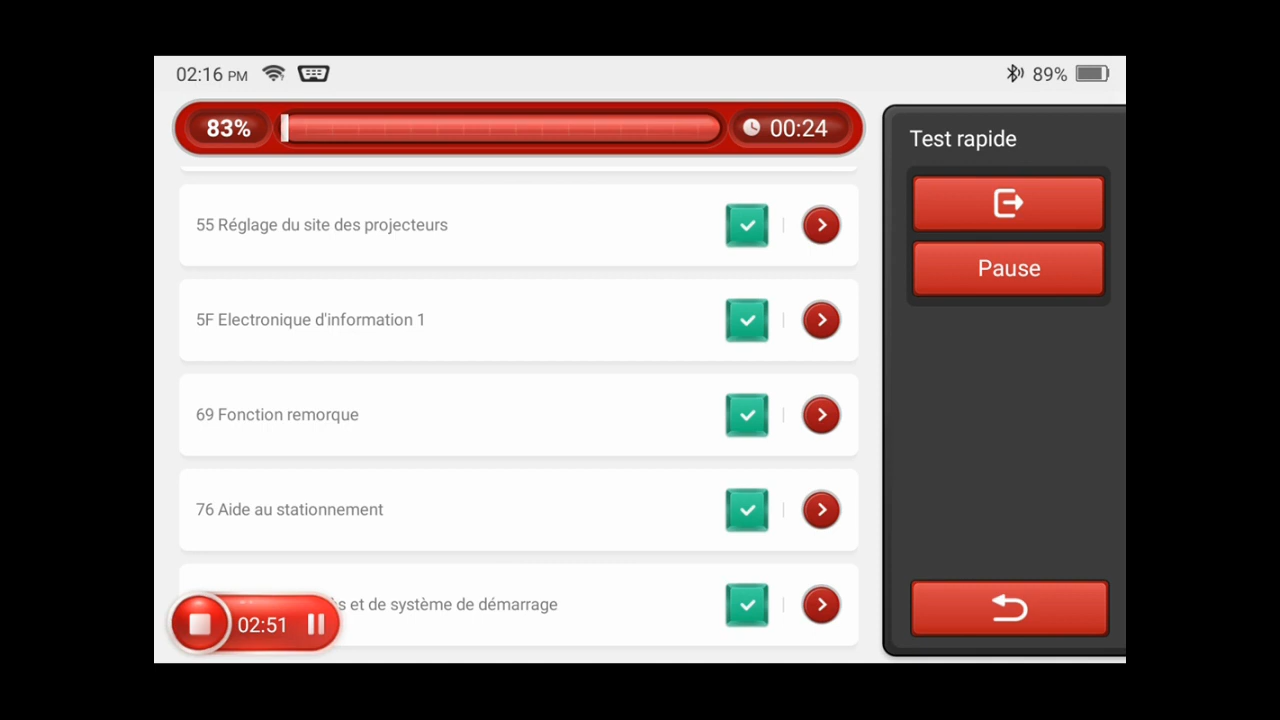 02:16 PM
89%
83%
00:24
Test rapide
55 Réglage du site des projecteurs
5F Electronique d'information 1
Pause
69 Fonction remorque
76 Aide au stationnement
et de système de démarrage
02:51